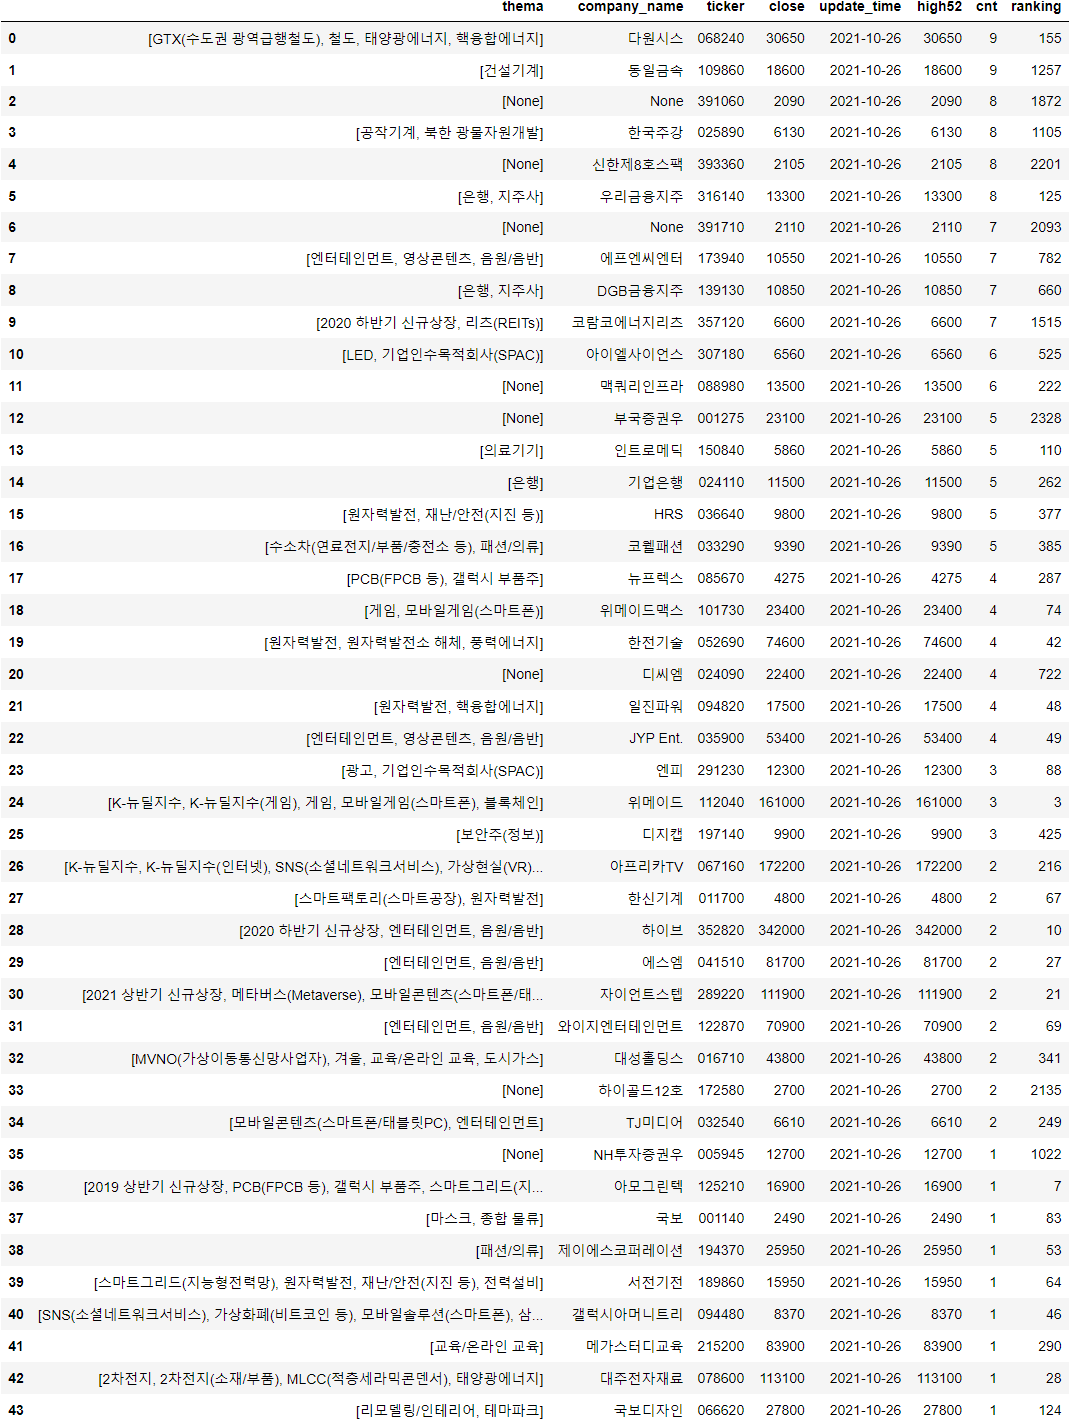 thema company_name ticker close update_time high52 cnt ranking
0 [GTX(수도권 광역급행철도), 철도, 태양광에너지, 핵융합에너지] 다원시스 068240 30650 2021-10-26 30650 9 155
1 [건설기계] 동일금속 109860 18600 2021-10-26 18600 9 1257
2 [None] None 391060 2090 2021-10-26 2090 8 1872
3 [공작기계, 북한 광물자원개발] 한국주강 025890 6130 2021-10-26 6130 8 1105
4 [None] 신한제8호스팩 393360 2105 2021-10-26 2105 8 2201
5 [은행, 지주사] 우리금융지주 316140 13300 2021-10-26 13300 8 125
6 [None] None 391710 2110 2021-10-26 2110 7 2093
7 [엔터테인먼트, 영상콘텐츠, 음원/음반] 에프엔씨엔터 173940 10550 2021-10-26 10550 7 782
8 [은행, 지주사] DGB금융지주 139130 10850 2021-10-26 10850 7 660
9 [2020 하반기 신규상장, 리츠(REITs)] 코람코에너지리츠 357120 6600 2021-10-26 6600 7 1515
10 [LED, 기업인수목적회사(SPAC)] 아이엘사이언스 307180 6560 2021-10-26 6560 6 525
11 [None] 맥쿼리인프라 088980 13500 2021-10-26 13500 6 222
12 [None] 부국증권우 001275 23100 2021-10-26 23100 5 2328
13 [의료기기] 인트로메딕 150840 5860 2021-10-26 5860 5 110
14 [은행] 기업은행 024110 11500 2021-10-26 11500 5 262
15 [원자력발전, 재난/안전(지진 등)] HRS 036640 9800 2021-10-26 9800 5 377
16 [수소차(연료전지/부품/충전소 등), 패션/의류] 코웰패션 033290 9390 2021-10-26 9390 5 385
17 [PCB(FPCB 등), 갤럭시 부품주] 뉴프렉스 085670 4275 2021-10-26 4275 4 287
18 [게임, 모바일게임(스마트폰)] 위메이드맥스 101730 23400 2021-10-26 23400 4 74
19 [원자력발전, 원자력발전소 해체, 풍력에너지] 한전기술 052690 74600 2021-10-26 74600 4 42
20 [None] 디씨엠 024090 22400 2021-10-26 22400 4 722
21 [원자력발전, 핵융합에너지] 일진파워 094820 17500 2021-10-26 17500 4 48
22 [엔터테인먼트, 영상콘텐츠, 음원/음반] JYP Ent. 035900 53400 2021-10-26 53400 4 49
23 [광고, 기업인수목적회사(SPAC)] 엔피 291230 12300 2021-10-26 12300 3 88
24 [K-뉴딜지수, K-뉴딜지수(게임), 게임, 모바일게임(스마트폰), 블록체인] 위메이드 112040 161000 2021-10-26 161000 3 3
25 [보안주(정보)] 디지캡 197140 9900 2021-10-26 9900 3 425
26 [K-뉴딜지수, K-뉴딜지수(인터넷), SNS(소셜네트워크서비스), 가상현실(VR)... 아프리카TV 067160 172200 2021-10-26 172200 2 216
27 [스마트팩토리(스마트공장), 원자력발전] 한신기계 011700 4800 2021-10-26 4800 2 67
28 [2020 하반기 신규상장, 엔터테인먼트, 음원/음반] 하이브 352820 342000 2021-10-26 342000 2 10
29 [엔터테인먼트, 음원/음반] 에스엠 041510 81700 2021-10-26 81700 2 27
30 [2021 상반기 신규상장, 메타버스(Metaverse), 모바일콘텐츠(스마트폰/태... 자이언트스텝 289220 111900 2021-10-26 111900 2 21
31 [엔터테인먼트, 음원/음반] 와이지엔터테인먼트 122870 70900 2021-10-26 70900 2 69
32 [MVNO(가상이동통신망사업자), 겨울, 교육/온라인 교육, 도시가스] 대성홀딩스 016710 43800 2021-10-26 43800 2 341
33 [None] 하이골드12호 172580 2700 2021-10-26 2700 2 2135
34 [모바일콘텐츠(스마트폰/태블릿PC), 엔터테인먼트] TJ미디어 032540 6610 2021-10-26 6610 2 249
35 [None] NH투자증권우 005945 12700 2021-10-26 12700 1 1022
36 [2019 상반기 신규상장, PCB(FPCB 등), 갤럭시 부품주, 스마트그리드(지... 아모그린텍 125210 16900 2021-10-26 16900 1 7
37 [마스크, 종합 물류] 국보 001140 2490 2021-10-26 2490 1 83
38 [패션/의류] 제이에스코퍼레이션 194370 25950 2021-10-26 25950 1 53
39 [스마트그리드(지능형전력망), 원자력발전, 재난/안전(지진 등), 전력설비] 서전기전 189860 15950 2021-10-26 15950 1 64
40 [SNS(소셜네트워크서비스), 가상화폐(비트코인 등), 모바일솔루션(스마트폰), 삼... 갤럭시아머니트리 094480 8370 2021-10-26 8370 1 46
41 [교육/온라인 교육] 메가스터디교육 215200 83900 2021-10-26 83900 1 290
42 [2차전지, 2차전지(소재/부품), MLCC(적층세라믹콘덴서), 태양광에너지] 대주전자재료 078600 113100 2021-10-26 113100 1 28
43 [리모델링/인테리어, 테마파크] 국보디자인 066620 27800 2021-10-26 27800 1 124